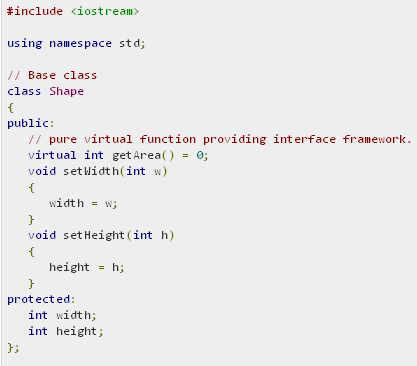 #include <iostream>

using namespace std;

// Base class
class Shape
{
public:
   // pure virtual function providing interface framework.
   virtual int getArea() = 0;
   void setWidth(int w)
   {
      width = w;
   }
   void setHeight(int h)
   {
      height = h;
   }
protected:
   int width;
   int height;
};